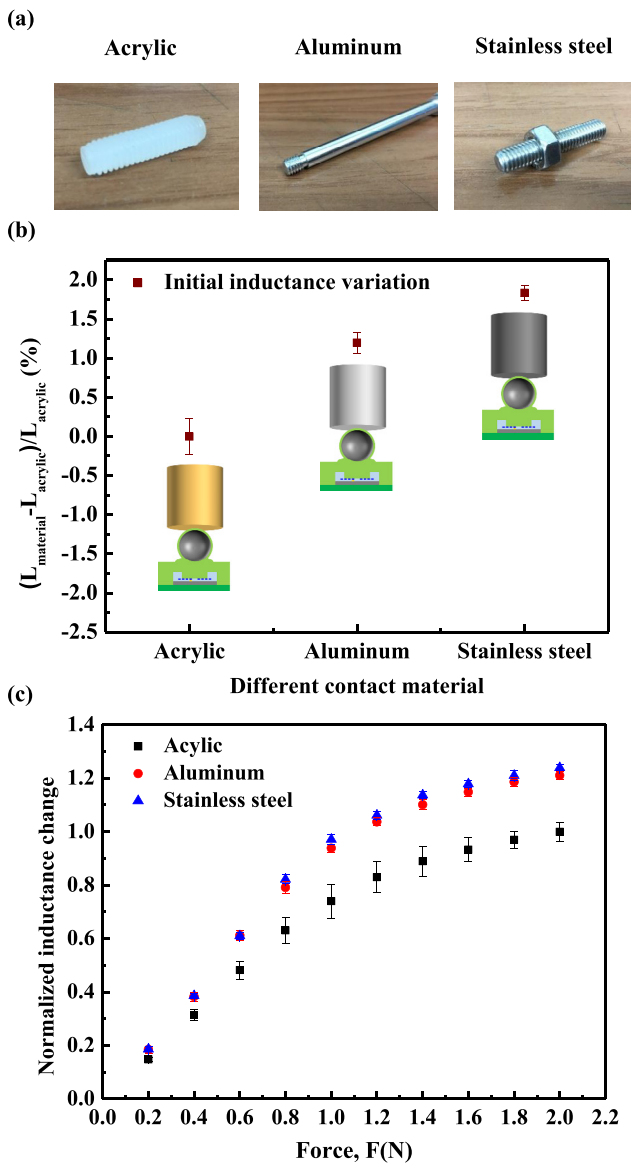 (a)
Acrylic Aluminum Stainless steel
(b)
Initial inductance variation
(L_material-L_acrylic)/L_acrylic (%)
2.0
1.5
1.0
0.5
0.0
-0.5
-1.0
-1.5
-2.0
-2.5
Acrylic Aluminum Stainless steel
Different contact material
(c)
Acylic
Aluminum
Stainless steel
Normalized inductance change
1.4
1.2
1.0
0.8
0.6
0.4
0.2
0.0
0.0 0.2 0.4 0.6 0.8 1.0 1.2 1.4 1.6 1.8 2.0 2.2
Force, F(N)